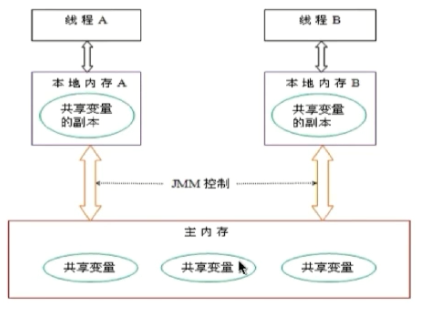 线程 A
线程 B
本地内存 A
本地内存 B
共享变量
的副本
共享变量
的副本
JMM 控制
主内存
共享变量
共享变量
共享变量